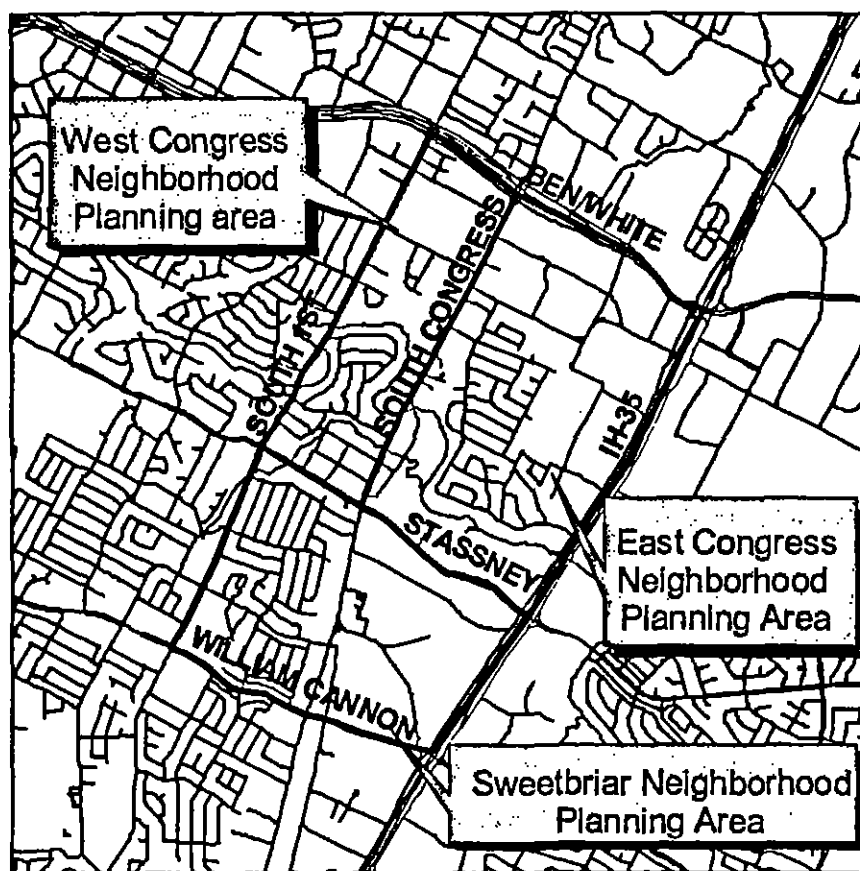 West Congress
Neighborhood
Planning area
BEN WHITE
SOUTH CONGRESS
SOUTH 1ST
IH-35
STASSNEY
East Congress
Neighborhood
Planning Area
WILLIAM CANNON
Sweetbriar Neighborhood
Planning Area